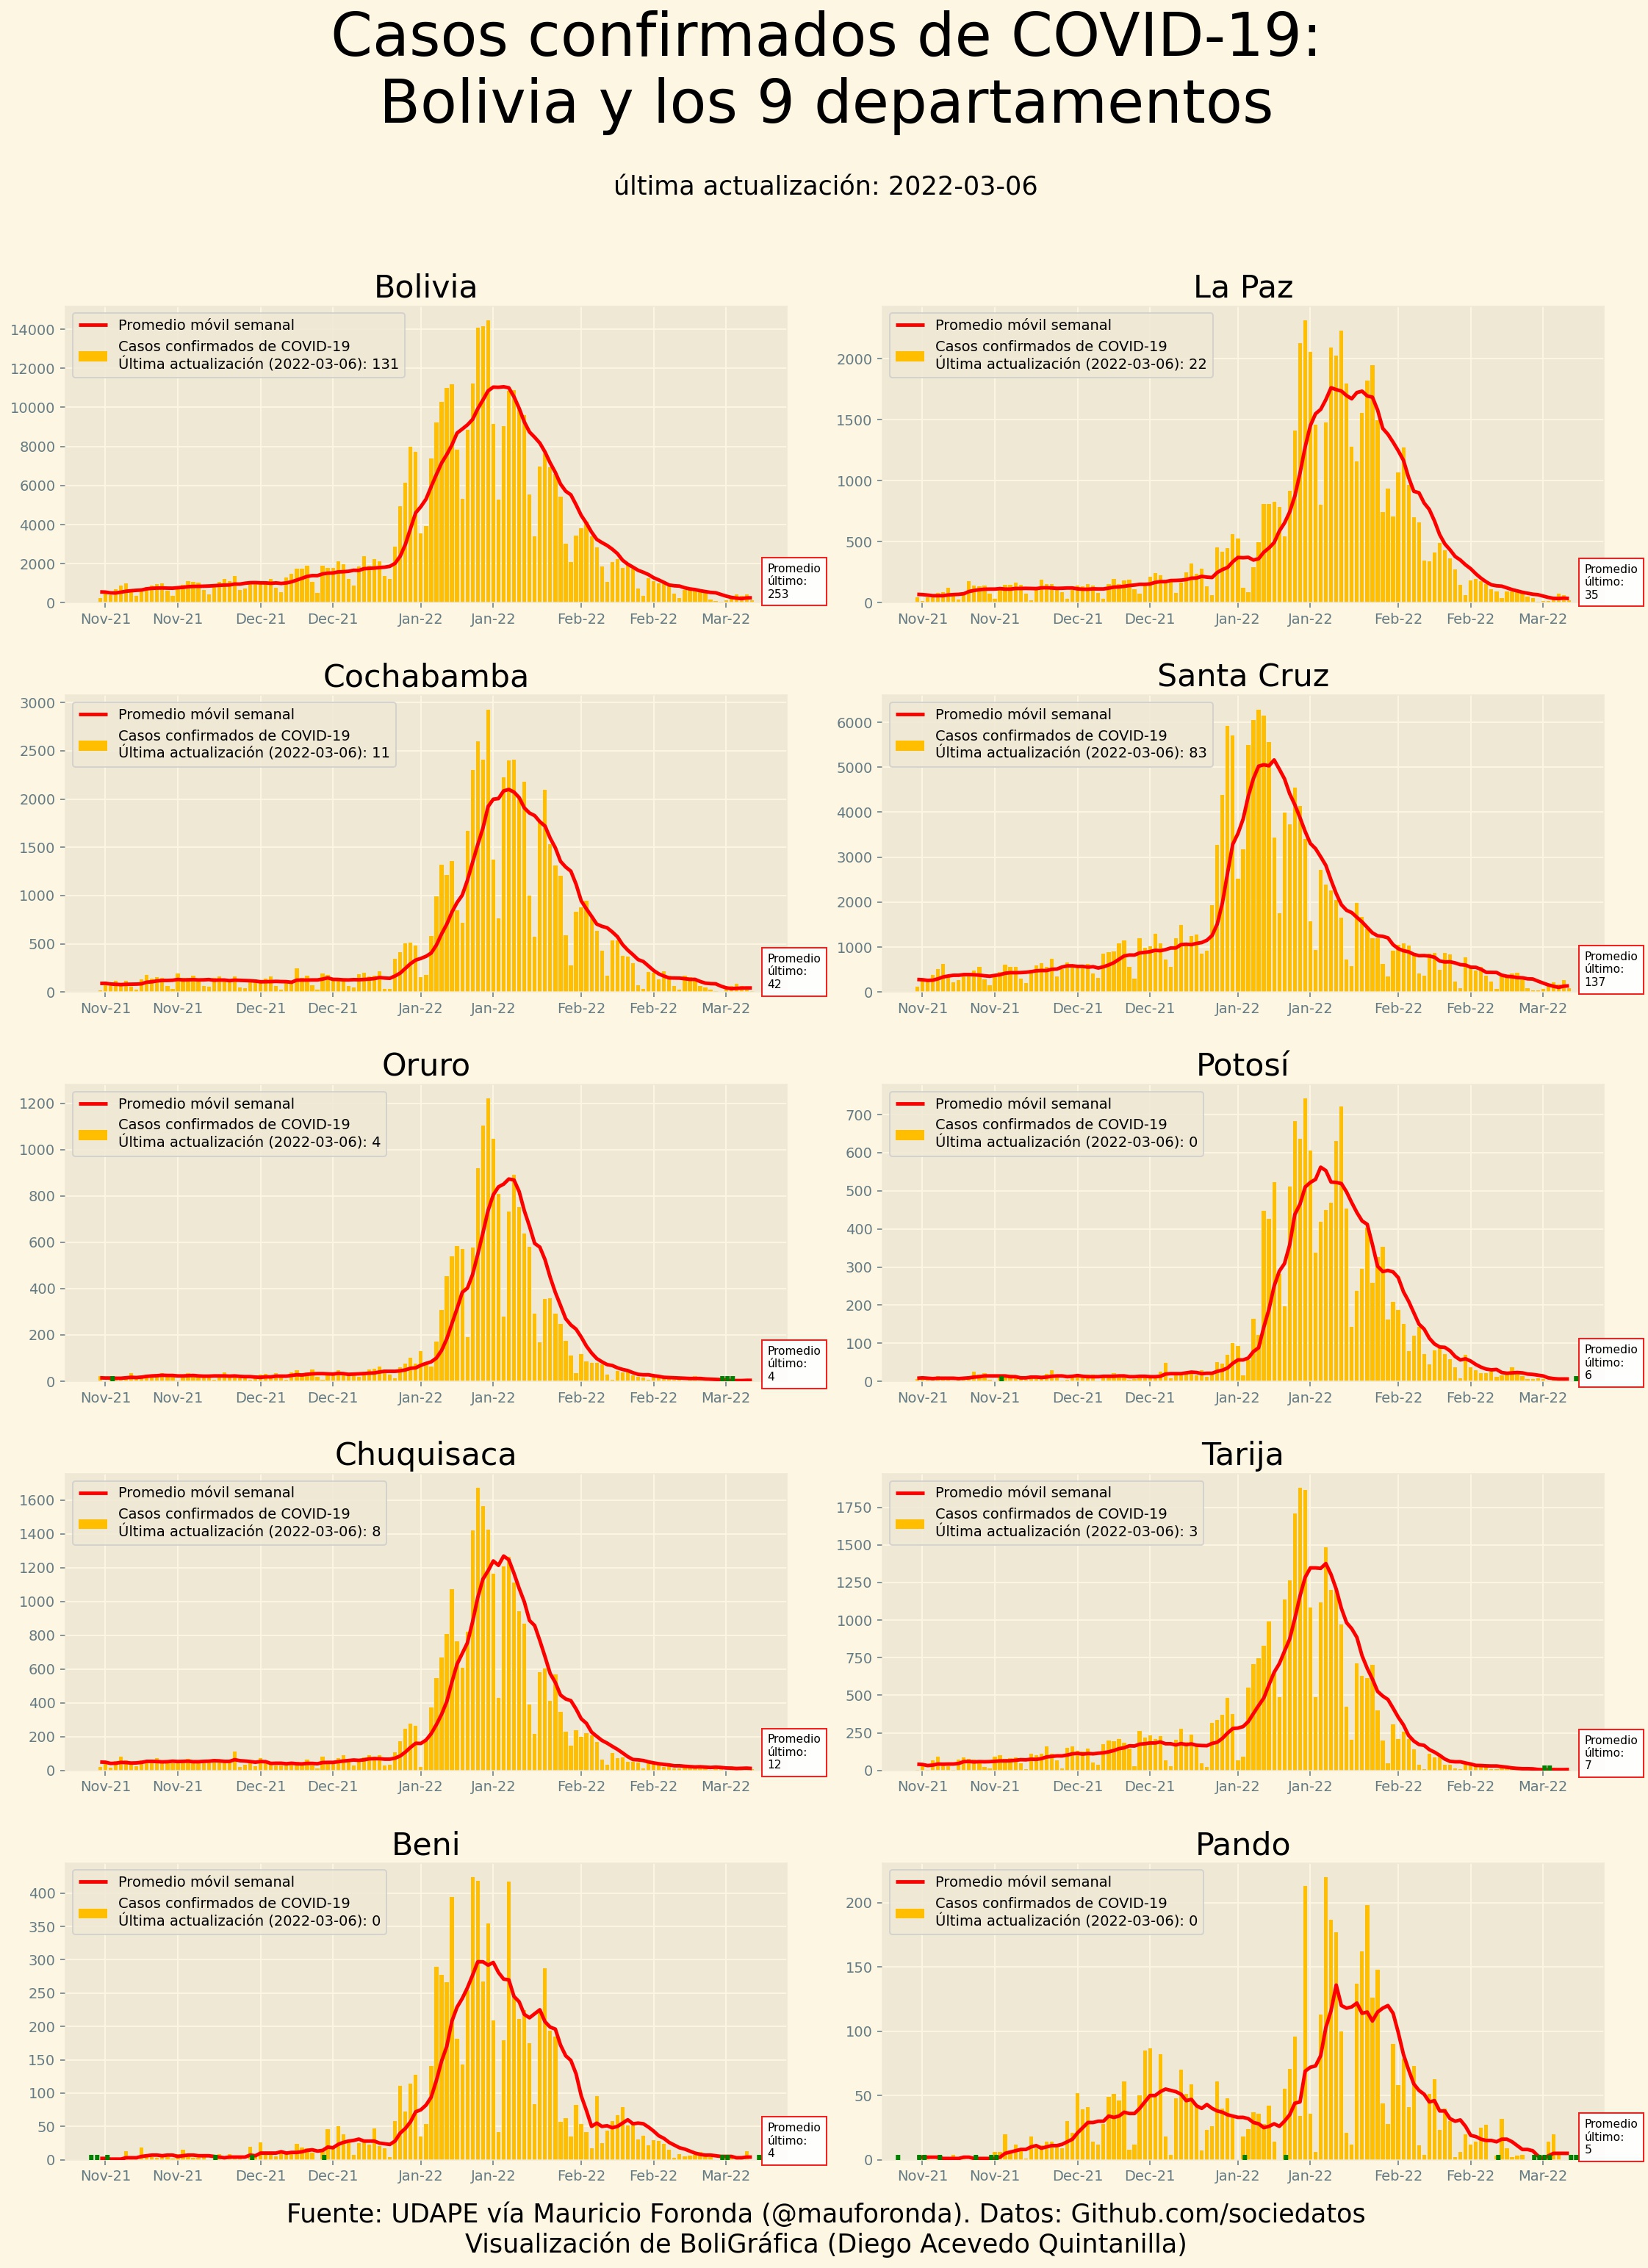 Casos confirmados de COVID-19:
Bolivia y los 9 departamentos
última actualización: 2022-03-06
Bolivia
Promedio móvil semanal
Casos confirmados de COVID-19
Última actualización (2022-03-06): 131
14000
12000
10000
8000
6000
4000
2000
0
Promedio
último:
253
Nov-21 Nov-21 Dec-21 Dec-21 Jan-22 Jan-22 Feb-22 Feb-22 Mar-22
La Paz
Promedio móvil semanal
Casos confirmados de COVID-19
Última actualización (2022-03-06): 22
2000
1500
1000
500
0
Promedio
último:
35
Nov-21 Nov-21 Dec-21 Dec-21 Jan-22 Jan-22 Feb-22 Feb-22 Mar-22
Cochabamba
Promedio móvil semanal
Casos confirmados de COVID-19
Última actualización (2022-03-06): 11
3000
2500
2000
1500
1000
500
0
Promedio
último:
42
Nov-21 Nov-21 Dec-21 Dec-21 Jan-22 Jan-22 Feb-22 Feb-22 Mar-22
Santa Cruz
Promedio móvil semanal
Casos confirmados de COVID-19
Última actualización (2022-03-06): 83
6000
5000
4000
3000
2000
1000
0
Promedio
último:
137
Nov-21 Nov-21 Dec-21 Dec-21 Jan-22 Jan-22 Feb-22 Feb-22 Mar-22
Oruro
Promedio móvil semanal
Casos confirmados de COVID-19
Última actualización (2022-03-06): 4
1200
1000
800
600
400
200
0
Promedio
último:
4
Nov-21 Nov-21 Dec-21 Dec-21 Jan-22 Jan-22 Feb-22 Feb-22 Mar-22
Potosí
Promedio móvil semanal
Casos confirmados de COVID-19
Última actualización (2022-03-06): 0
700
600
500
400
300
200
100
0
Promedio
último:
6
Nov-21 Nov-21 Dec-21 Dec-21 Jan-22 Jan-22 Feb-22 Feb-22 Mar-22
Chuquisaca
Promedio móvil semanal
Casos confirmados de COVID-19
Última actualización (2022-03-06): 8
1600
1400
1200
1000
800
600
400
200
0
Promedio
último:
12
Nov-21 Nov-21 Dec-21 Dec-21 Jan-22 Jan-22 Feb-22 Feb-22 Mar-22
Tarija
Promedio móvil semanal
Casos confirmados de COVID-19
Última actualización (2022-03-06): 3
1750
1500
1250
1000
750
500
250
0
Promedio
último:
7
Nov-21 Nov-21 Dec-21 Dec-21 Jan-22 Jan-22 Feb-22 Feb-22 Mar-22
Beni
Promedio móvil semanal
Casos confirmados de COVID-19
Última actualización (2022-03-06): 0
400
350
300
250
200
150
100
50
0
Promedio
último:
4
Nov-21 Nov-21 Dec-21 Dec-21 Jan-22 Jan-22 Feb-22 Feb-22 Mar-22
Pando
Promedio móvil semanal
Casos confirmados de COVID-19
Última actualización (2022-03-06): 0
200
150
100
50
0
Promedio
último:
5
Nov-21 Nov-21 Dec-21 Dec-21 Jan-22 Jan-22 Feb-22 Feb-22 Mar-22
Fuente: UDAPE vía Mauricio Foronda (@mauforonda). Datos: Github.com/sociedatos
Visualización de BoliGráfica (Diego Acevedo Quintanilla)